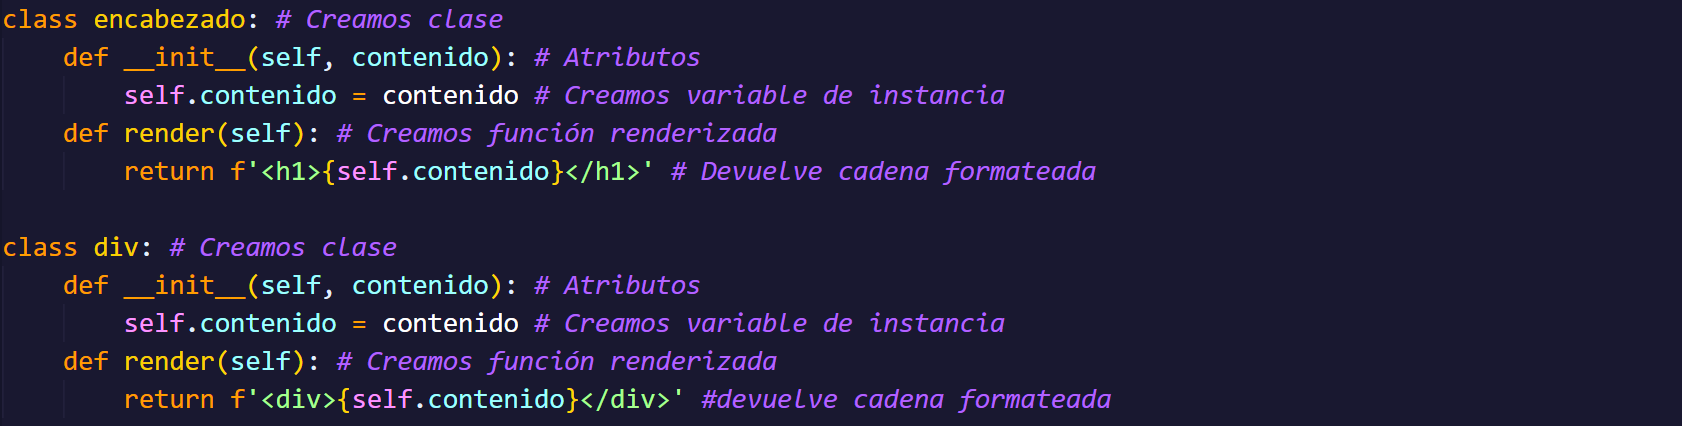 class encabezado: # Creamos clase
    def __init__(self, contenido): # Atributos
        self.contenido = contenido # Creamos variable de instancia
    def render(self): # Creamos función renderizada
        return f'<h1>{self.contenido}</h1>' # Devuelve cadena formateada

class div: # Creamos clase
    def __init__(self, contenido): # Atributos
        self.contenido = contenido # Creamos variable de instancia
    def render(self): # Creamos función renderizada
        return f'<div>{self.contenido}</div>' #devuelve cadena formateada